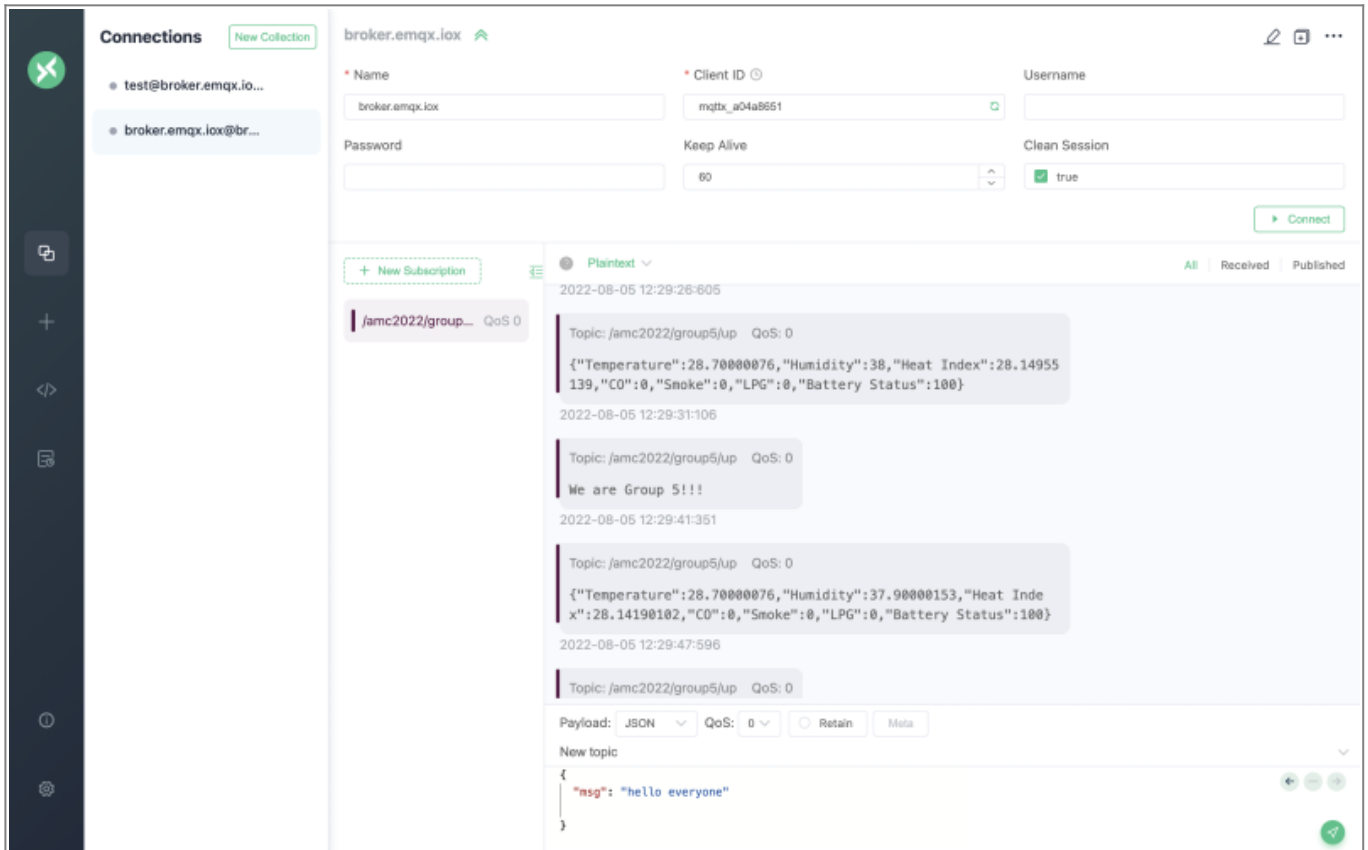 Connections
New Collection
test@broker.emqx.io...
broker.emqx.iox@br...
broker.emqx.iox
* Name
* Client ID
Username
broker.emqx.iox
mqttx_a04a8651
Password
Keep Alive
Clean Session
60
true
Connect
+ New Subscription
/amc2022/group... QoS 0
Plaintext
All
Received
Published
2022-08-05 12:29:26:605
Topic: /amc2022/group5/up QoS: 0
{"Temperature":28.70000076,"Humidity":38,"Heat Index":28.14955
139,"CO":0,"Smoke":0,"LPG":0,"Battery Status":100}
2022-08-05 12:29:31:106
Topic: /amc2022/group5/up QoS: 0
We are Group 5!!!
2022-08-05 12:29:41:351
Topic: /amc2022/group5/up QoS: 0
{"Temperature":28.70000076,"Humidity":37.90000153,"Heat Inde
x":28.14190102,"CO":0,"Smoke":0,"LPG":0,"Battery Status":100}
2022-08-05 12:29:47:596
Topic: /amc2022/group5/up QoS: 0
Payload: JSON QoS: 0 Retain Meta
New topic
{
"msg": "hello everyone"
}